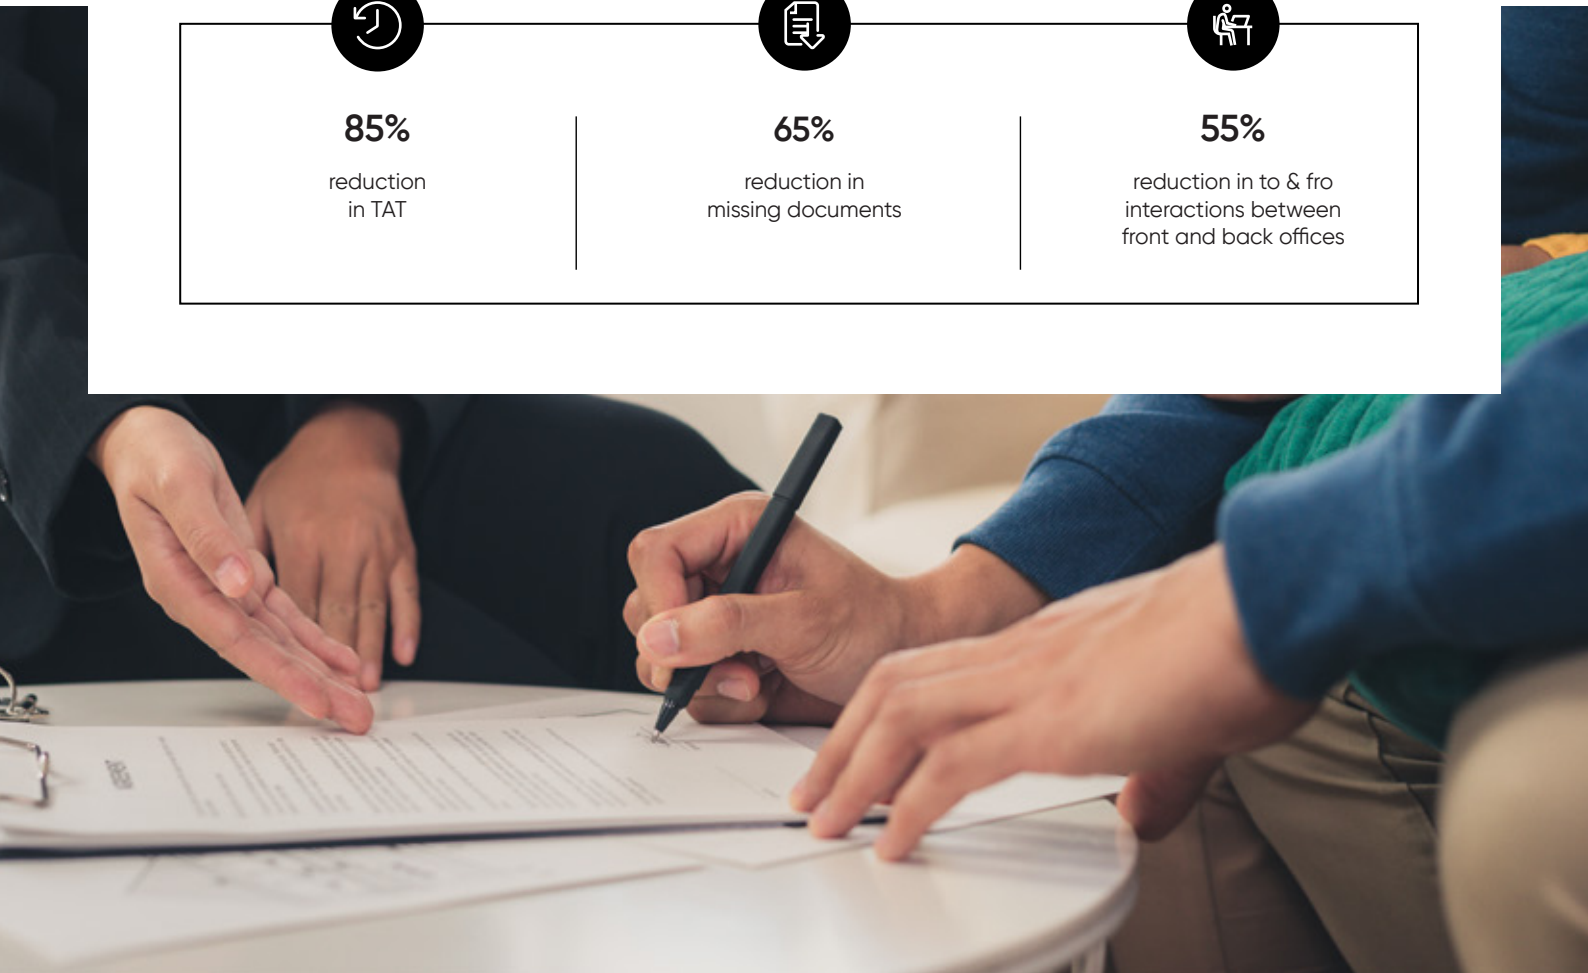 85%
reduction
in TAT
65%
reduction in
missing documents
55%
reduction in to & fro
interactions between
front and back offices